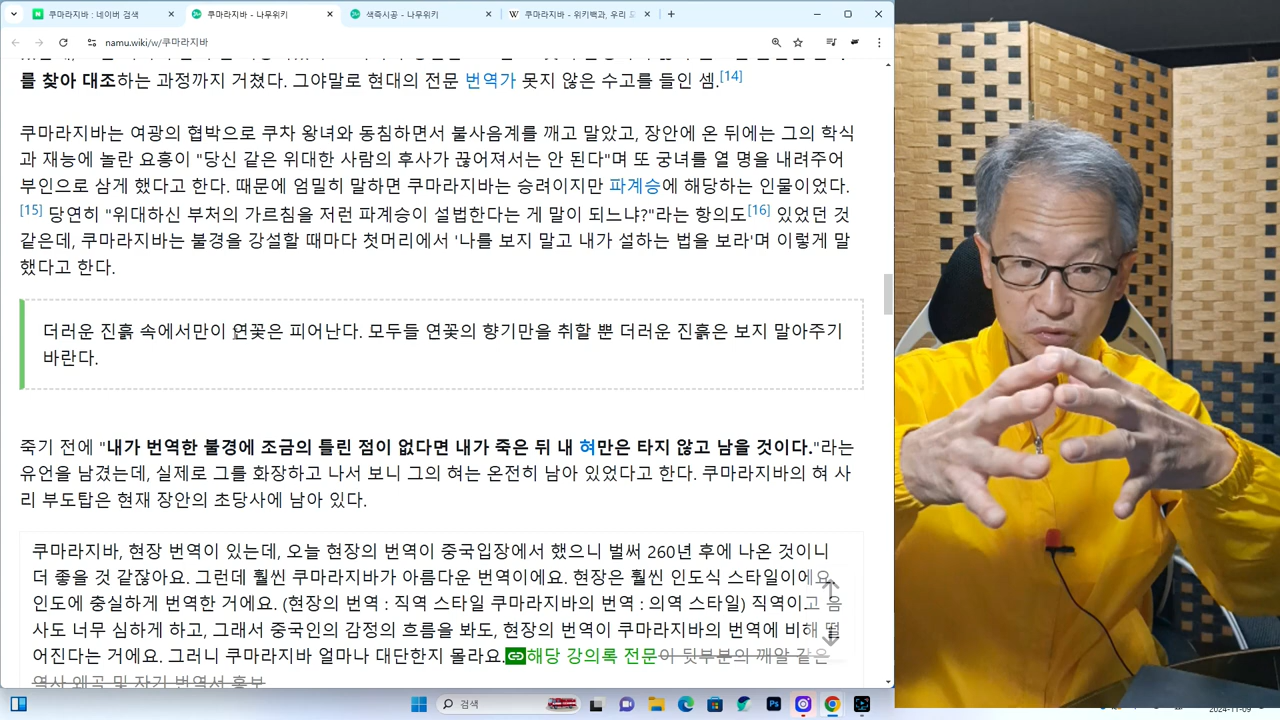 쿠마라지바 : 네이버 검색
쿠마라지바 - 나무위키
색즉시공 - 나무위키
쿠마라지바 - 위키백과, 우리 모
namu.wiki/w/쿠마라지바
를 찾아 대조하는 과정까지 거쳤다. 그야말로 현대의 전문 번역가 못지 않은 수고를 들인 셈.[14]
쿠마라지바는 여광의 협박으로 쿠차 왕녀와 동침하면서 불사음계를 깨고 말았고, 장안에 온 뒤에는 그의 학식
과 재능에 놀란 요흥이 "당신 같은 위대한 사람의 후사가 끊어져서는 안 된다"며 또 궁녀를 열 명을 내려주어
부인으로 삼게 했다고 한다. 때문에 엄밀히 말하면 쿠마라지바는 승려이지만 파계승에 해당하는 인물이었다.
[15] 당연히 "위대하신 부처의 가르침을 저런 파계승이 설법한다는 게 말이 되느냐?"라는 항의도[16] 있었던 것
같은데, 쿠마라지바는 불경을 강설할 때마다 첫머리에서 '나를 보지 말고 내가 설하는 법을 보라'며 이렇게 말
했다고 한다.
더러운 진흙 속에서만이 연꽃은 피어난다. 모두들 연꽃의 향기만을 취할 뿐 더러운 진흙은 보지 말아주기
바란다.
죽기 전에 "내가 번역한 불경에 조금의 틀린 점이 없다면 내가 죽은 뒤 내 혀만은 타지 않고 남을 것이다."라는
유언을 남겼는데, 실제로 그를 화장하고 나서 보니 그의 혀는 온전히 남아 있었다고 한다. 쿠마라지바의 혀 사
리 부도탑은 현재 장안의 초당사에 남아 있다.
쿠마라지바, 현장 번역이 있는데, 오늘 현장의 번역이 중국입장에서 했으니 벌써 260년 후에 나온 것이니
더 좋을 것 같잖아요. 그런데 훨씬 쿠마라지바가 아름다운 번역이에요. 현장은 훨씬 인도식 스타일이에요.
인도에 충실하게 번역한 거에요. (현장의 번역 : 직역 스타일 쿠마라지바의 번역 : 의역 스타일) 직역이고 음
사도 너무 심하게 하고, 그래서 중국인의 감정의 흐름을 봐도, 현장의 번역이 쿠마라지바의 번역에 비해 떨
어진다는 거에요. 그러니 쿠마라지바 얼마나 대단한지 몰라요.해당 강의록 전문이 뒷부분의 깨알 같은
역사 왜곡 및 자기 번역서 홍보
검색
2024-11-09